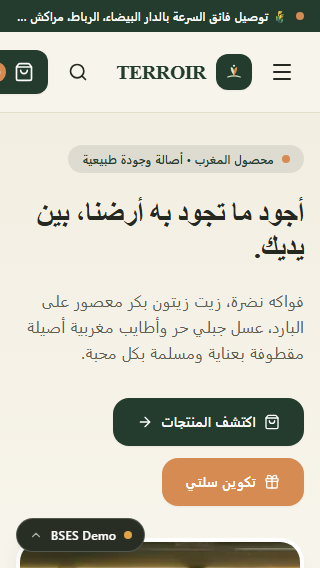 🌾 توصيل فائق السرعة بالدار البيضاء، الرباط، مراكش ...
TERROIR
محصول المغرب • أصالة وجودة طبيعية
أجود ما تجود به أرضنا، بين
يديك.
فواكه نضرة، زيت زيتون بكر معصور على
البارد، عسل جبلي حر وأطايب مغربية أصيلة
مقطوفة بعناية ومسلمة بكل محبة.
اكتشف المنتجات
تكوين سلتي
BSES Demo